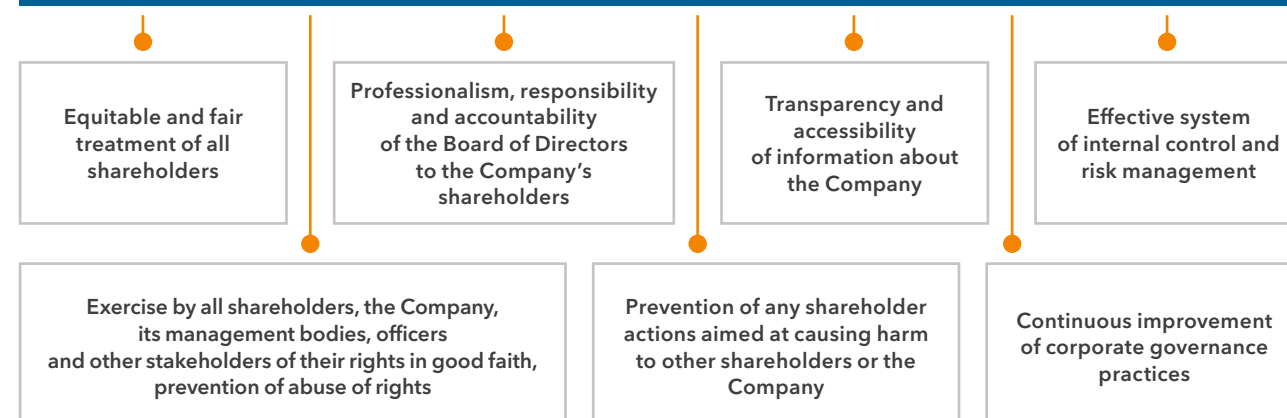 Equitable and fair
treatment of all
shareholders
Professionalism, responsibility
and accountability
of the Board of Directors
to the Company’s
shareholders
Transparency and
accessibility
of information about
the Company
Effective system
of internal control and
risk management
Exercise by all shareholders, the Company,
its management bodies, officers
and other stakeholders of their rights in good faith,
prevention of abuse of rights
Prevention of any shareholder
actions aimed at causing harm
to other shareholders or the
Company
Continuous improvement
of corporate governance
practices